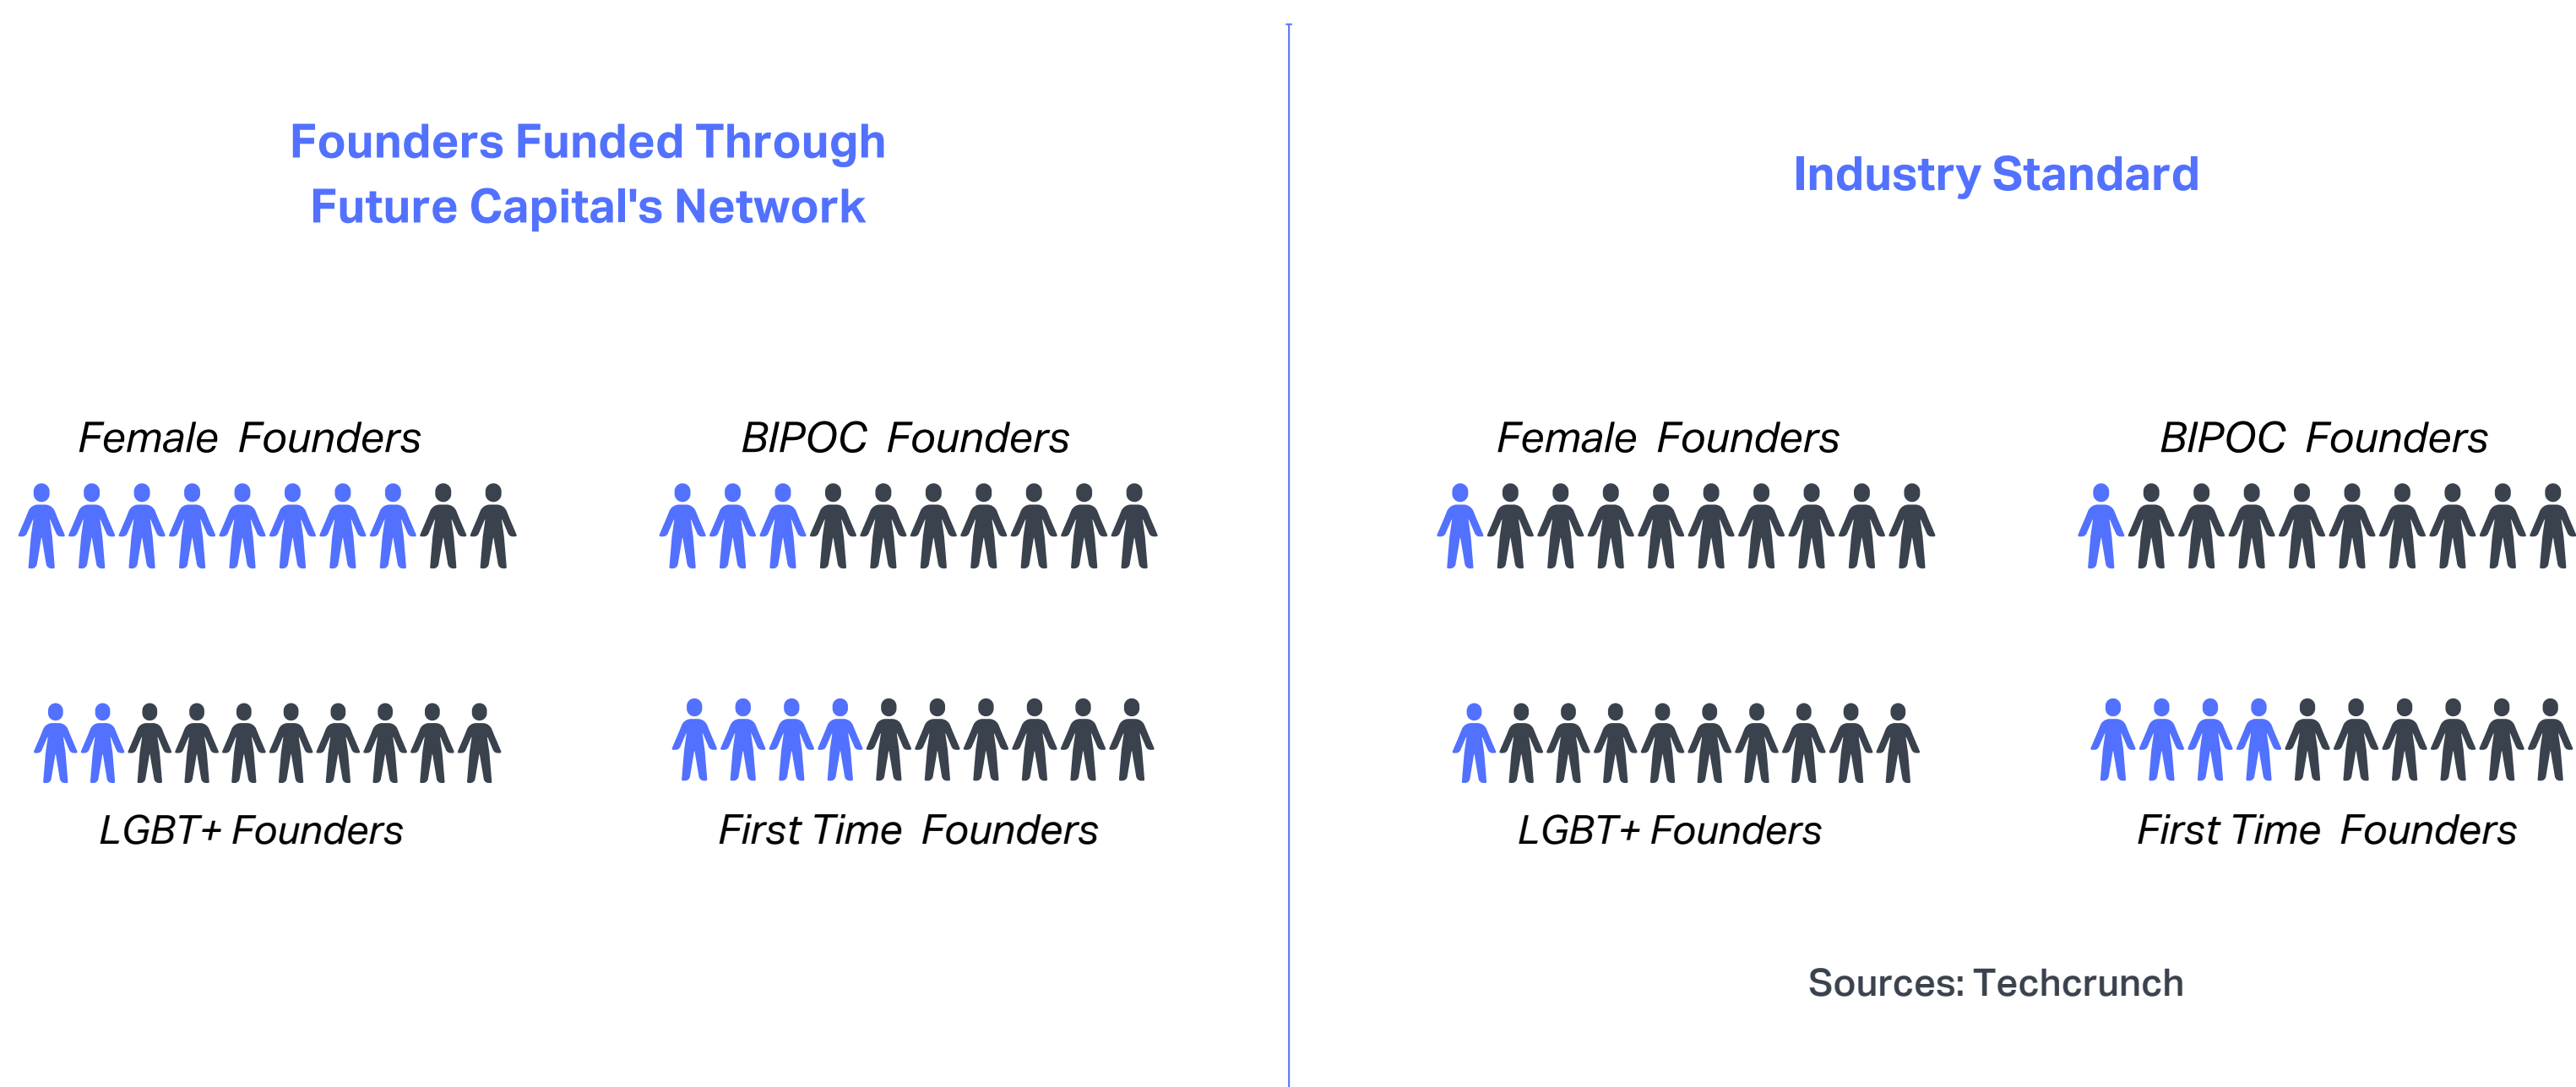 Founders Funded Through
Future Capital's Network
Female Founders
BIPOC Founders
LGBT+ Founders
First Time Founders
Industry Standard
Female Founders
BIPOC Founders
LGBT+ Founders
First Time Founders
Sources: Techcrunch